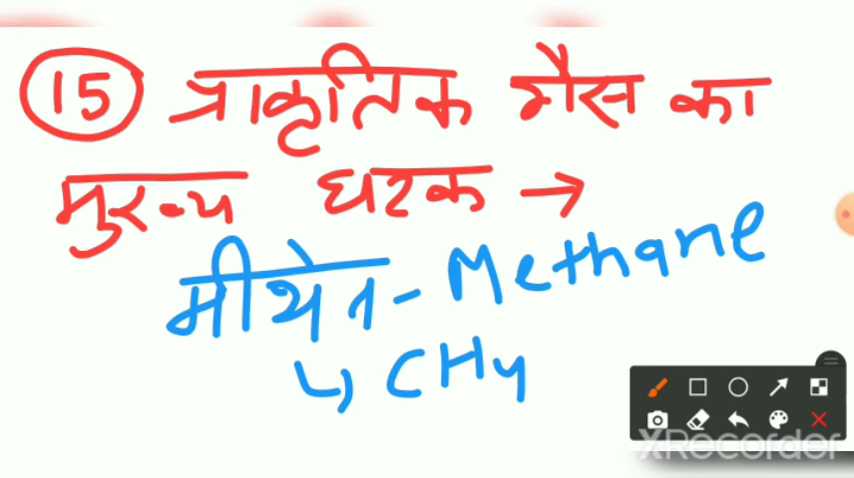 15 प्राकृतिक गैस का
मुख्य घटक →
मीथेन - Methane
↳ CH4
XRecorder